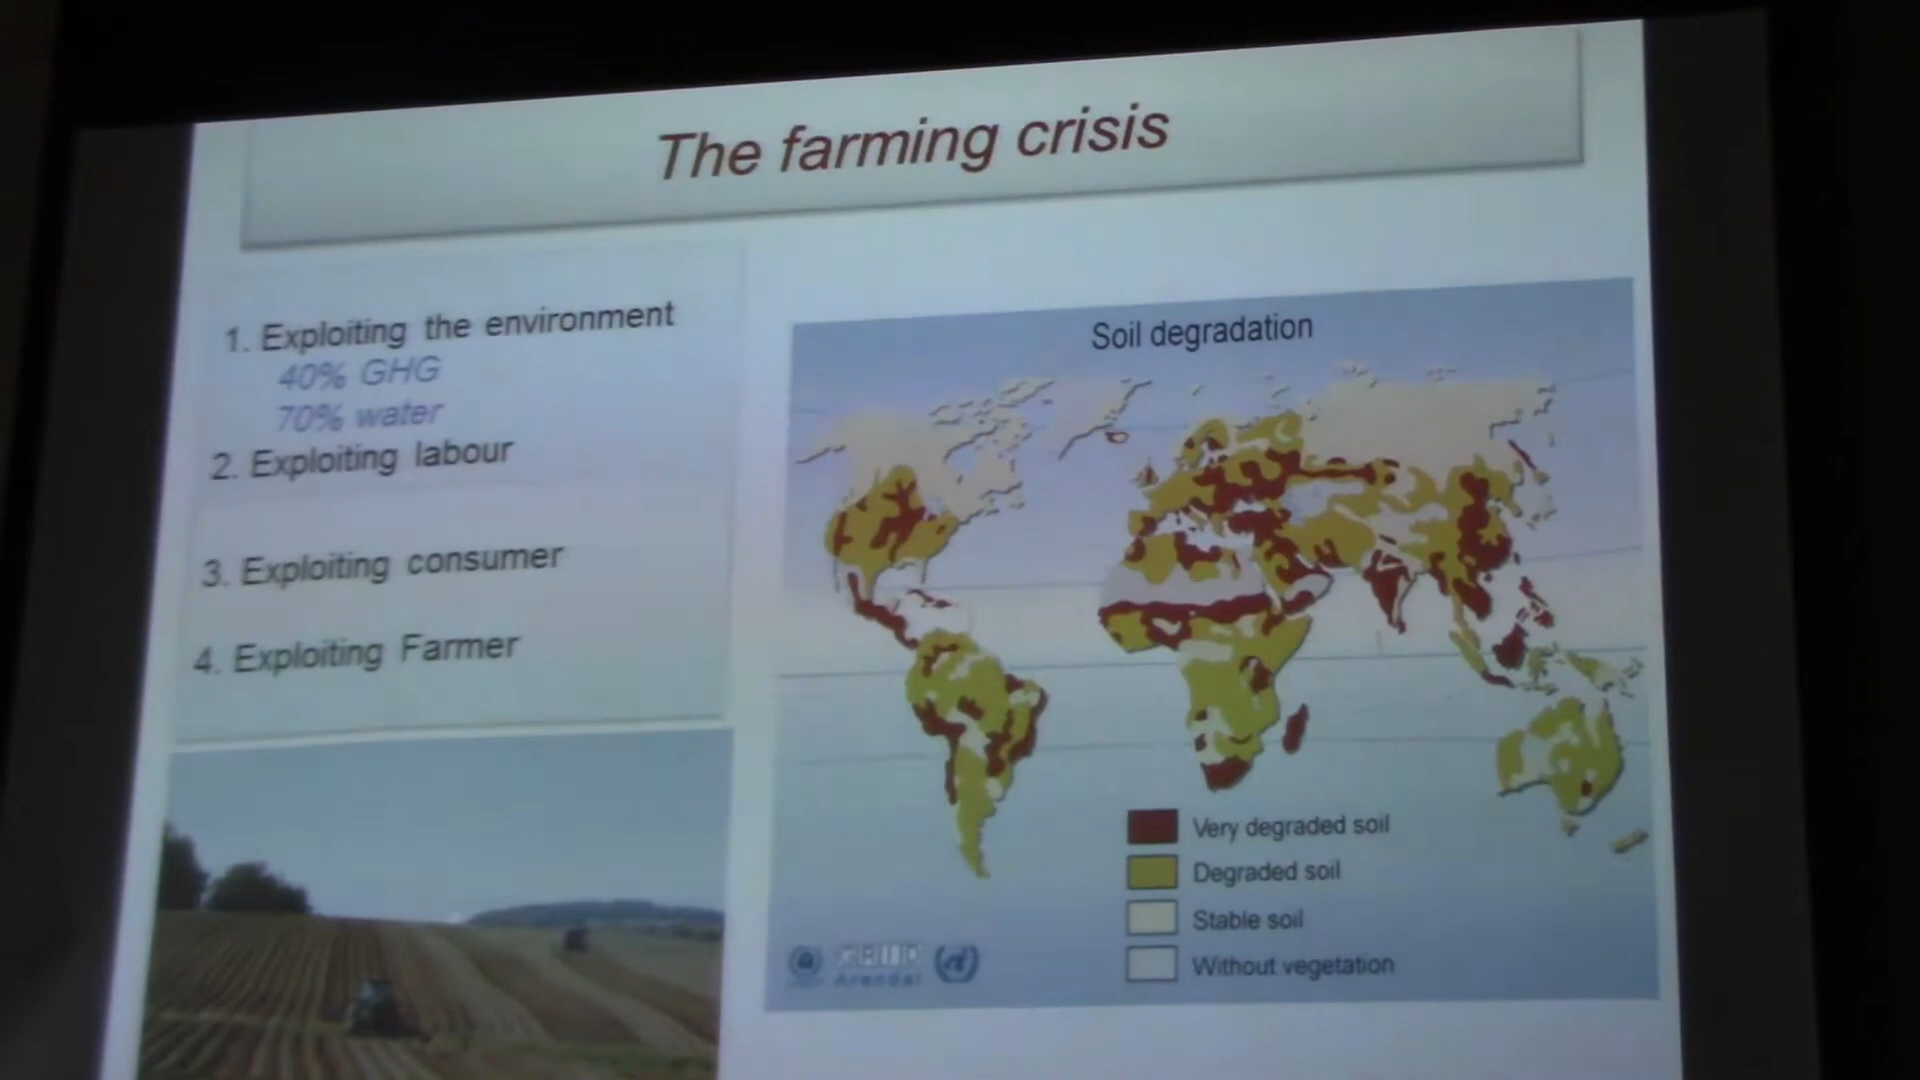 The farming crisis
1. Exploiting the environment
40% GHG
70% water
2. Exploiting labour
3. Exploiting consumer
4. Exploiting Farmer
Soil degradation
Very degraded soil
Degraded soil
Stable soil
Without vegetation
GRID
Arendal